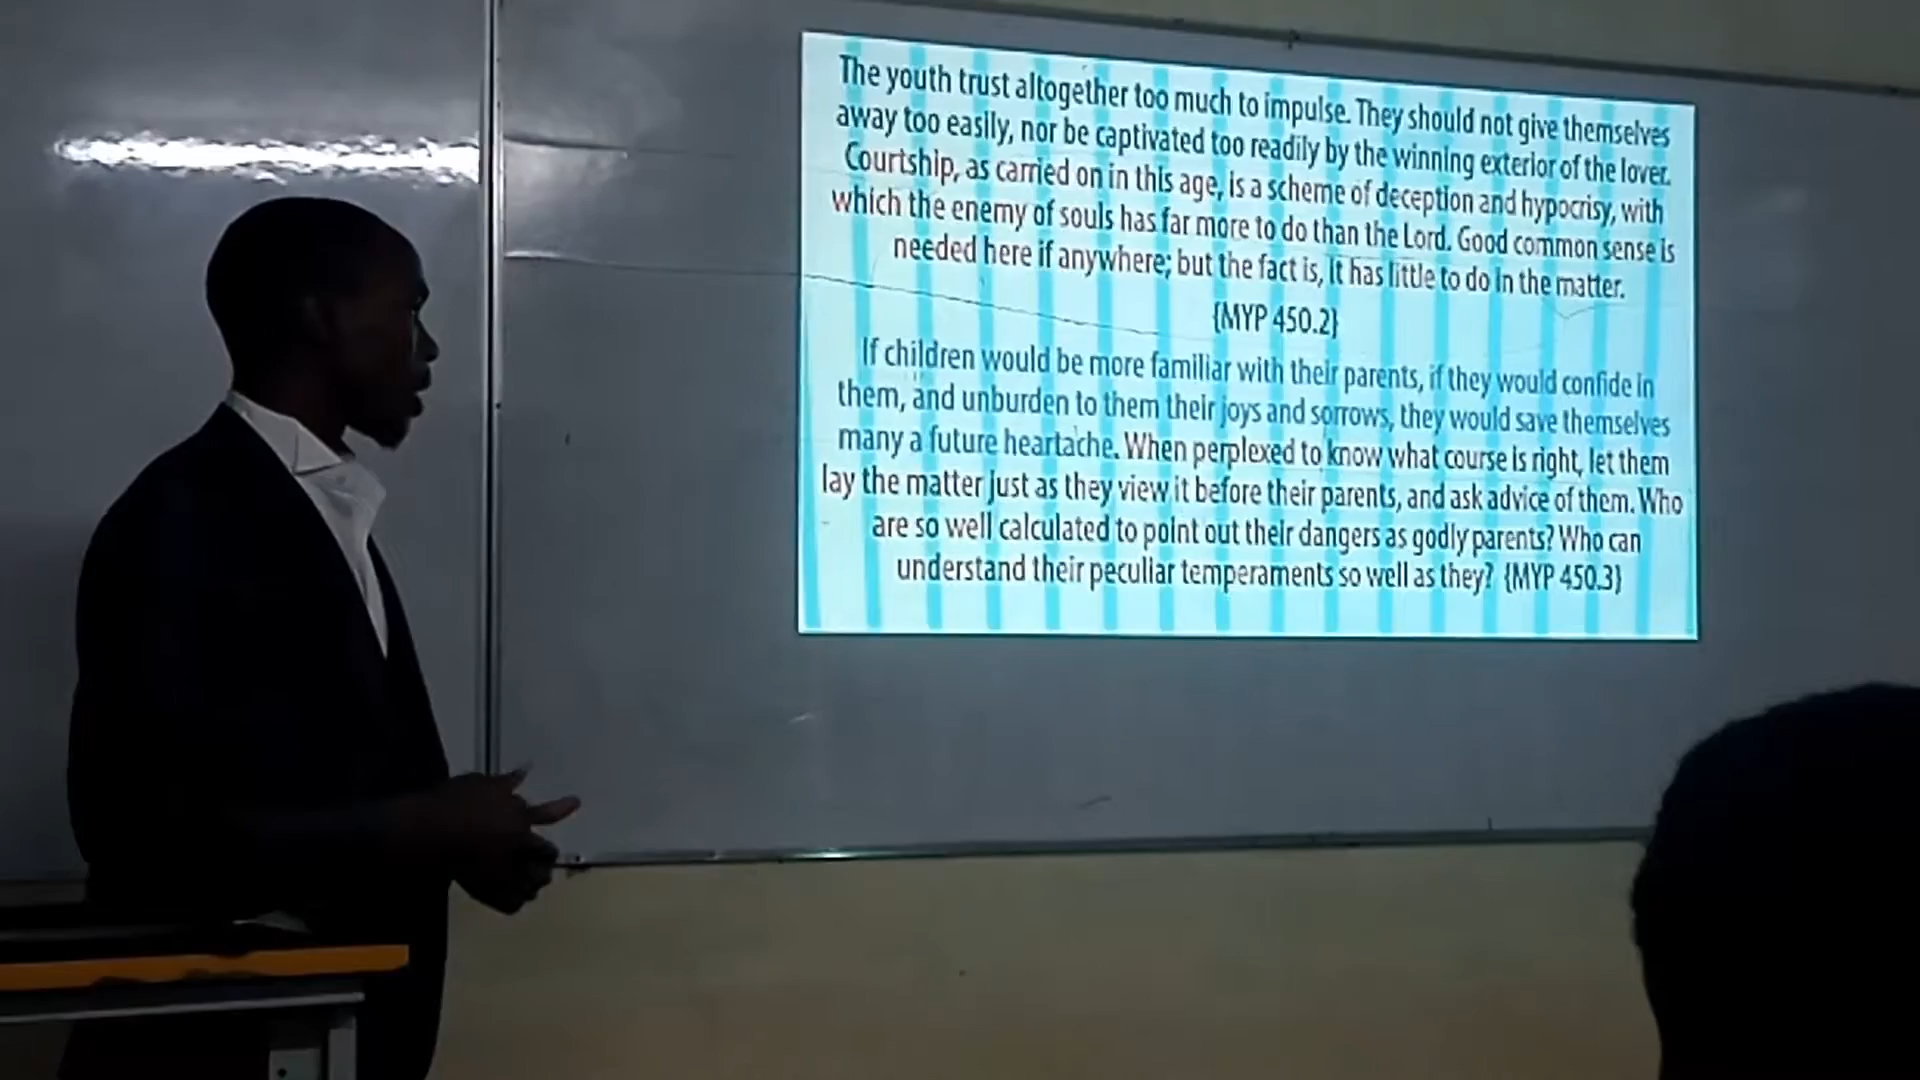 The youth trust altogether too much to impulse. They should not give themselves
away too easily, nor be captivated too readily by the winning exterior of the lover.
Courtship, as carried on in this age, is a scheme of deception and hypocrisy, with
which the enemy of souls has far more to do than the Lord. Good common sense is
needed here if anywhere; but the fact is, it has little to do in the matter.
{MYP 450.2}
If children would be more familiar with their parents, if they would confide in
them, and unburden to them their joys and sorrows, they would save themselves
many a future heartache. When perplexed to know what course is right, let them
lay the matter just as they view it before their parents, and ask advice of them. Who
are so well calculated to point out their dangers as godly parents? Who can
understand their peculiar temperaments so well as they? {MYP 450.3}